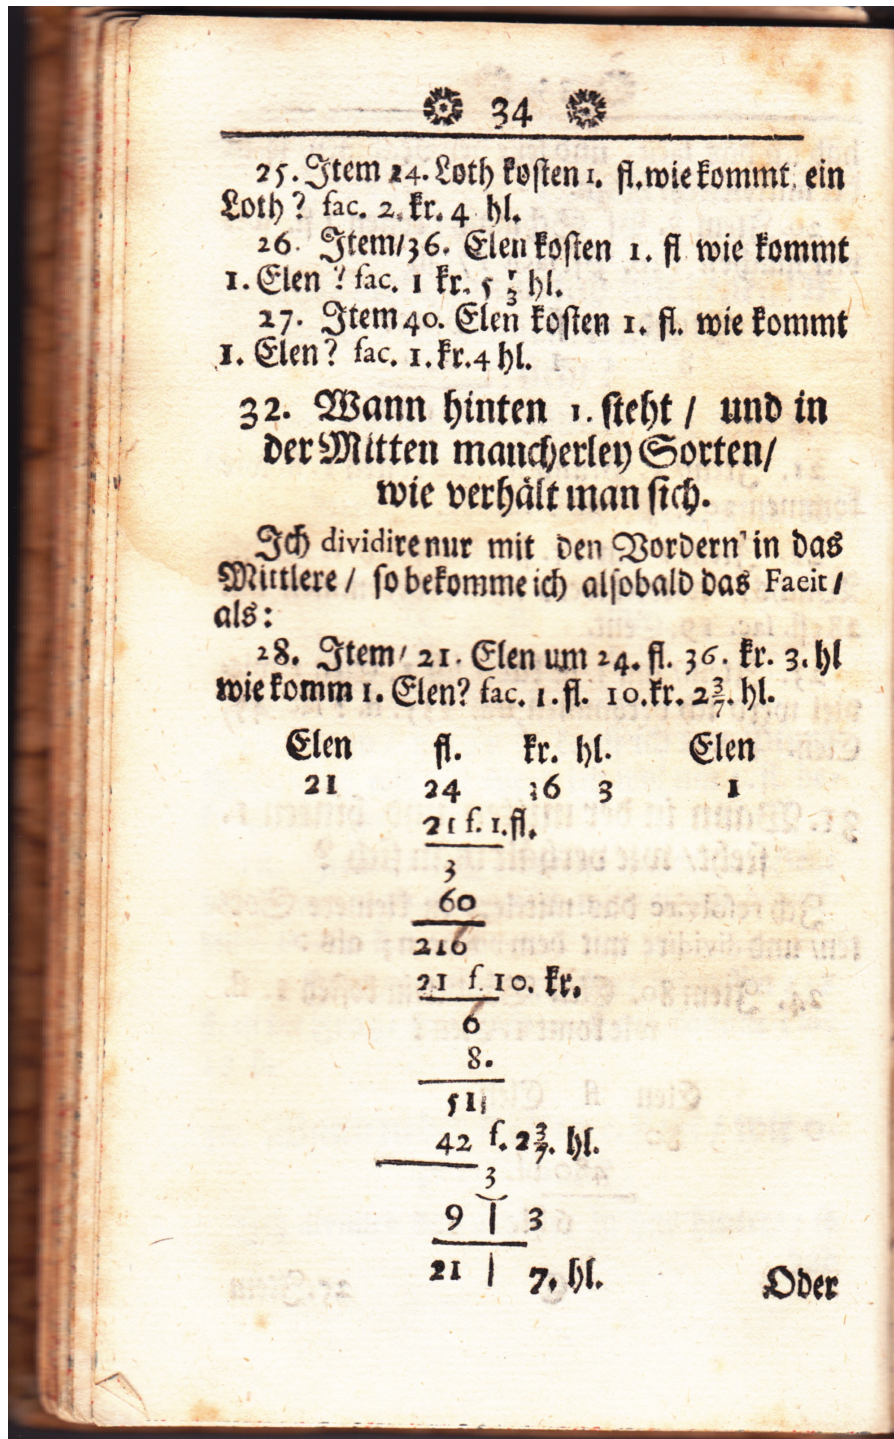 34
25. Item 24. Loth kosten 1. fl. wie kommt ein
Loth? fac. 2. kr. 4 hl.
26. Item/36. Elen kosten 1. fl wie kommt
1. Elen? fac. 1 kr. 5 1/3 hl.
27. Item 40. Elen kosten 1. fl. wie kommt
1. Elen? fac. 1. kr. 4 hl.
32. Wann hinten 1. steht / und in
der Mitten mancherley Sorten/
wie verhält man sich.
Ich dividire nur mit den Vordern in das
Mittlere / so bekomme ich alsobald das Facit /
als:
28. Item/ 21. Elen um 24. fl. 36. kr. 3. hl
wie komm 1. Elen? fac. 1. fl. 10. kr. 2 3/7. hl.
Elen fl. kr. hl. Elen
21 24 36 3 1
21 f. 1. fl.
3
60
216
21 f. 10. kr.
6
8.
51
42 f. 2 3/7. hl.
3
9 | 3
21 | 7. hl.
Oder